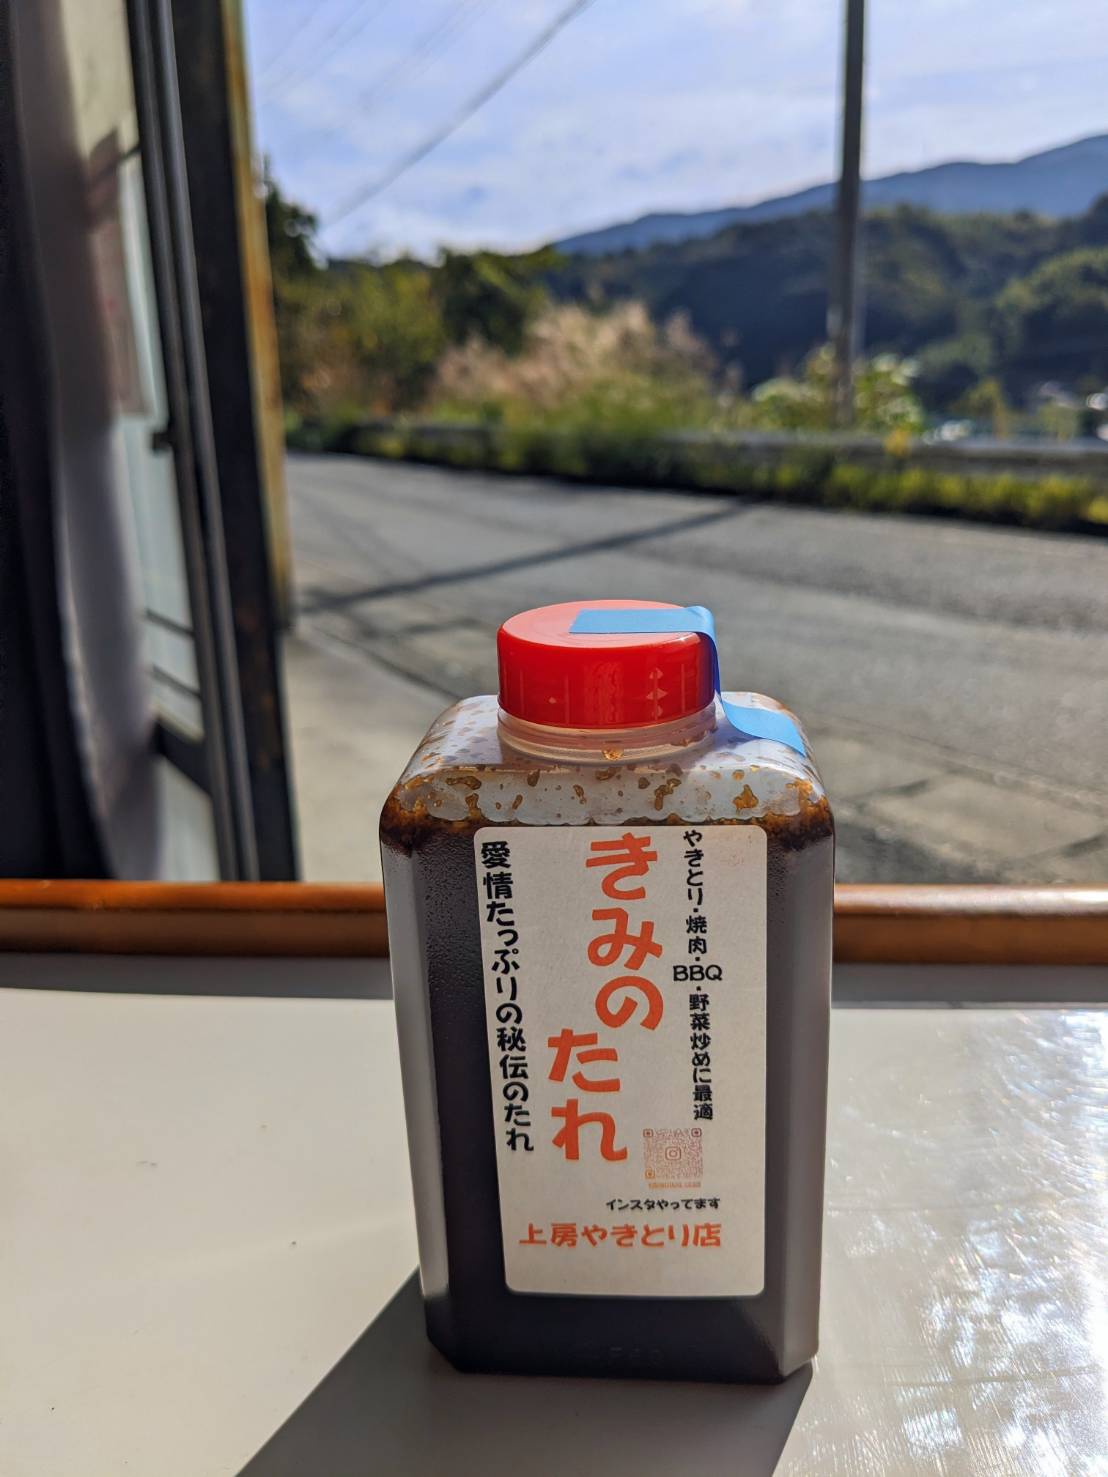 やきとり・焼肉・BBQ・野菜炒めに最適
きみの
たれ
愛情たっぷりの秘伝のたれ
インスタやってます
上房やきとり店